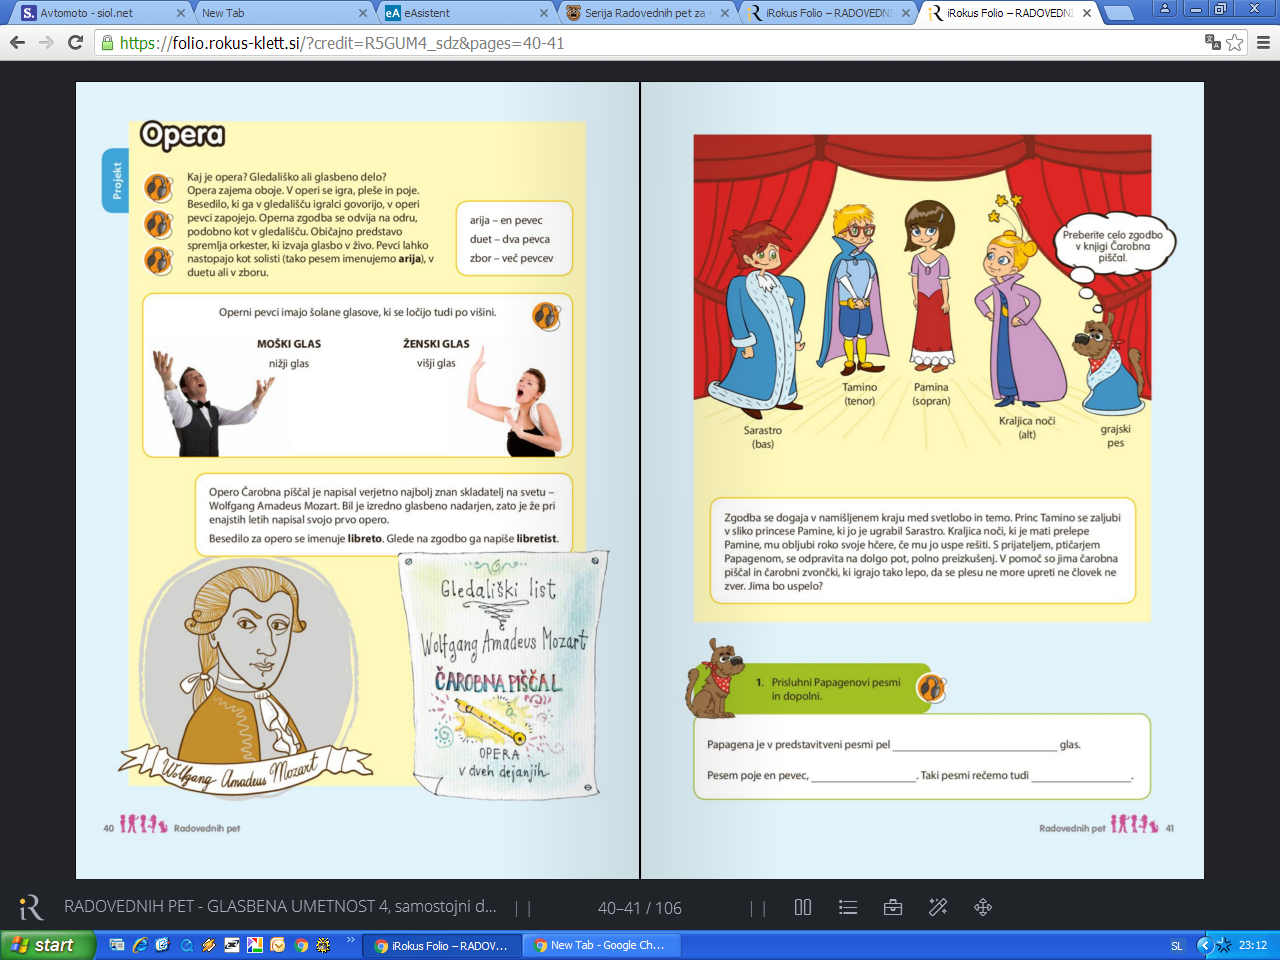 Avtomoto - siol.net
New Tab
eAsistent
Serija Radovednih pet za
iRokus Folio – RADOVEDNI
iRokus Folio – RADOVEDNI
https://folio.rokus-klett.si/?credit=R5GUM4_sdz&pages=40-41
Opera
Projekt
Kaj je opera? Gledališko ali glasbeno delo?
Opera zajema oboje. V operi se igra, pleše in poje.
Besedilo, ki ga v gledališču igralci govorijo, v operi
pevci zapojejo. Operna zgodba se odvija na odru,
podobno kot v gledališču. Običajno predstavo
spremlja orkester, ki izvaja glasbo v živo. Pevci lahko
nastopajo kot solisti (tako pesem imenujemo arija), v
duetu ali v zboru.
arija – en pevec
duet – dva pevca
zbor – več pevcev
Operni pevci imajo šolane glasove, ki se ločijo tudi po višini.
MOŠKI GLAS
nižji glas
ŽENSKI GLAS
višji glas
Opero Čarobna piščal je napisal verjetno najbolj znan skladatelj na svetu –
Wolfgang Amadeus Mozart. Bil je izredno glasbeno nadarjen, zato je že pri
enajstih letih napisal svojo prvo opero.
Besedilo za opero se imenuje libreto. Glede na zgodbo ga napiše libretist.
Wolfgang Amadeus Mozart
Gledališki list
Wolfgang Amadeus Mozart
ČAROBNA PIŠČAL
OPERA
v dveh dejanjih
40
Radovednih pet
Preberite celo zgodbo
v knjigi Čarobna
piščal.
Sarastro
(bas)
Tamino
(tenor)
Pamina
(sopran)
Kraljica noči
(alt)
grajski
pes
Zgodba se dogaja v namišljenem kraju med svetlobo in temo. Princ Tamino se zaljubi
v sliko princese Pamine, ki jo je ugrabil Sarastro. Kraljica noči, ki je mati prelepe
Pamine, mu obljubi roko svoje hčere, če mu jo uspe rešiti. S prijateljem, ptičarjem
Papagenom, se odpravita na dolgo pot, polno preizkušenj. V pomoč so jima čarobna
piščal in čarobni zvončki, ki igrajo tako lepo, da se plesu ne more upreti ne človek ne
zver. Jima bo uspelo?
1. Prisluhni Papagenovi pesmi
in dopolni.
Papagena je v predstavitveni pesmi pel ____________ glas.
Pesem poje en pevec, ____________. Taki pesmi rečemo tudi ____________.
Radovednih pet
41
RADOVEDNIH PET - GLASBENA UMETNOST 4, samostojni d...
40–41 / 106
start
iRokus Folio – RADOV...
New Tab - Google Ch...
SL
23:12